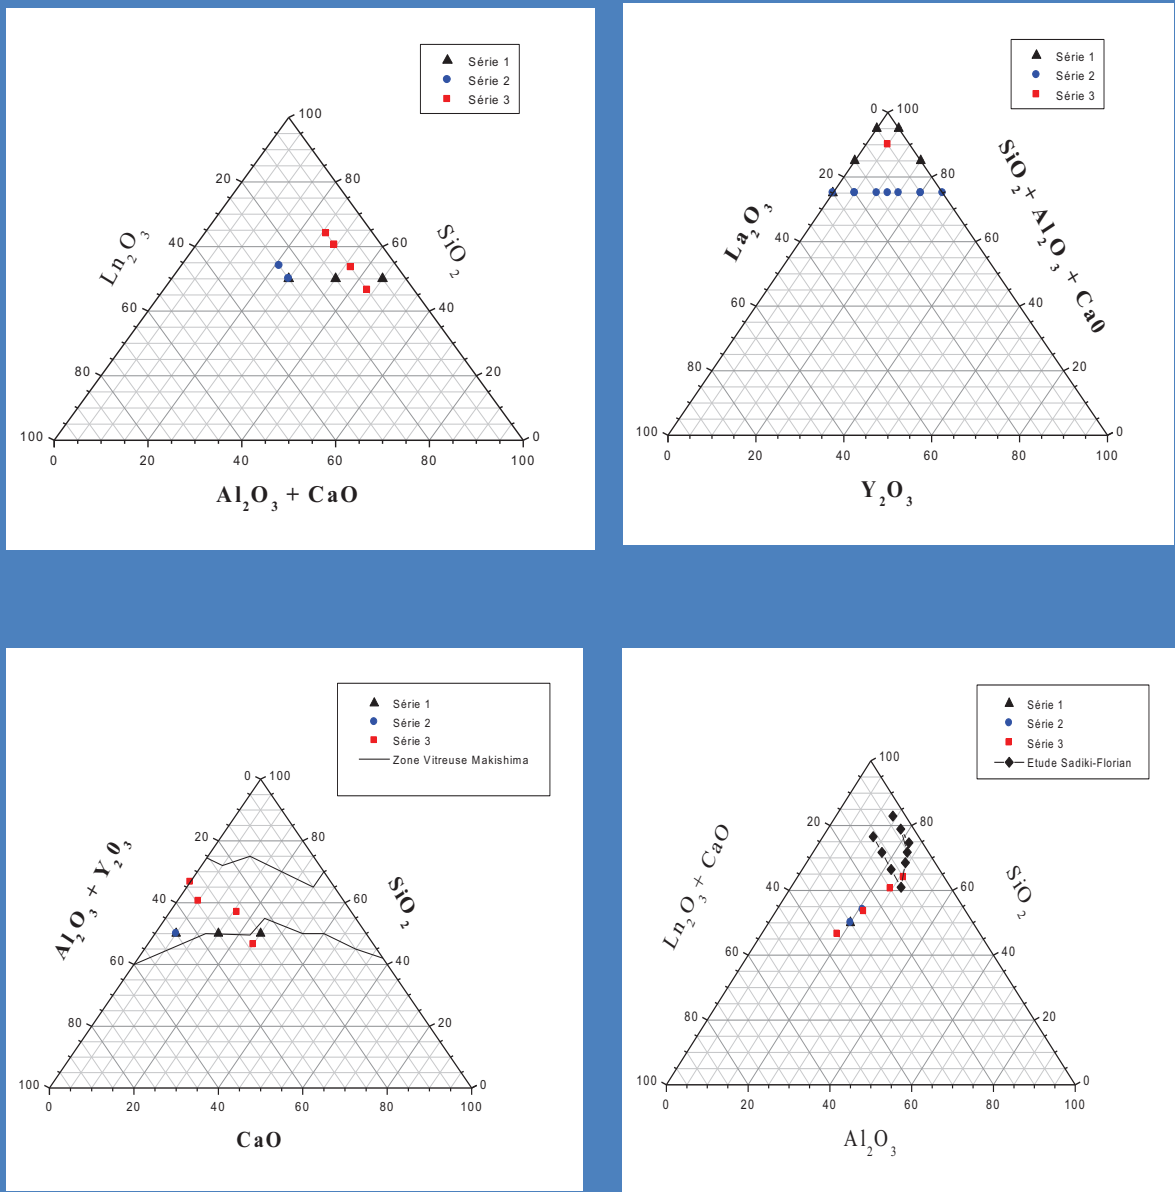 Série 1
Série 2
Série 3
100
20 80
40 60
60 40
80 20
100 0
0 20 40 60 80 100
Ln2O3
SiO2
Al2O3 + CaO
Série 1
Série 2
Série 3
0 100
20 80
40 60
60 40
80 20
100 0
0 20 40 60 80 100
La2O3
SiO2 + Al2O3 + Ca0
Y2O3
Série 1
Série 2
Série 3
Zone Vitreuse Makishima
0 100
20 80
40 60
60 40
80 20
100 0
0 20 40 60 80 100
Al2O3 + Y203
SiO2
CaO
Série 1
Série 2
Série 3
Etude Sadiki-Florian
100
20 80
40 60
60 40
80 20
100 0
0 20 40 60 80 100
Ln2O3 + CaO
SiO2
Al2O3